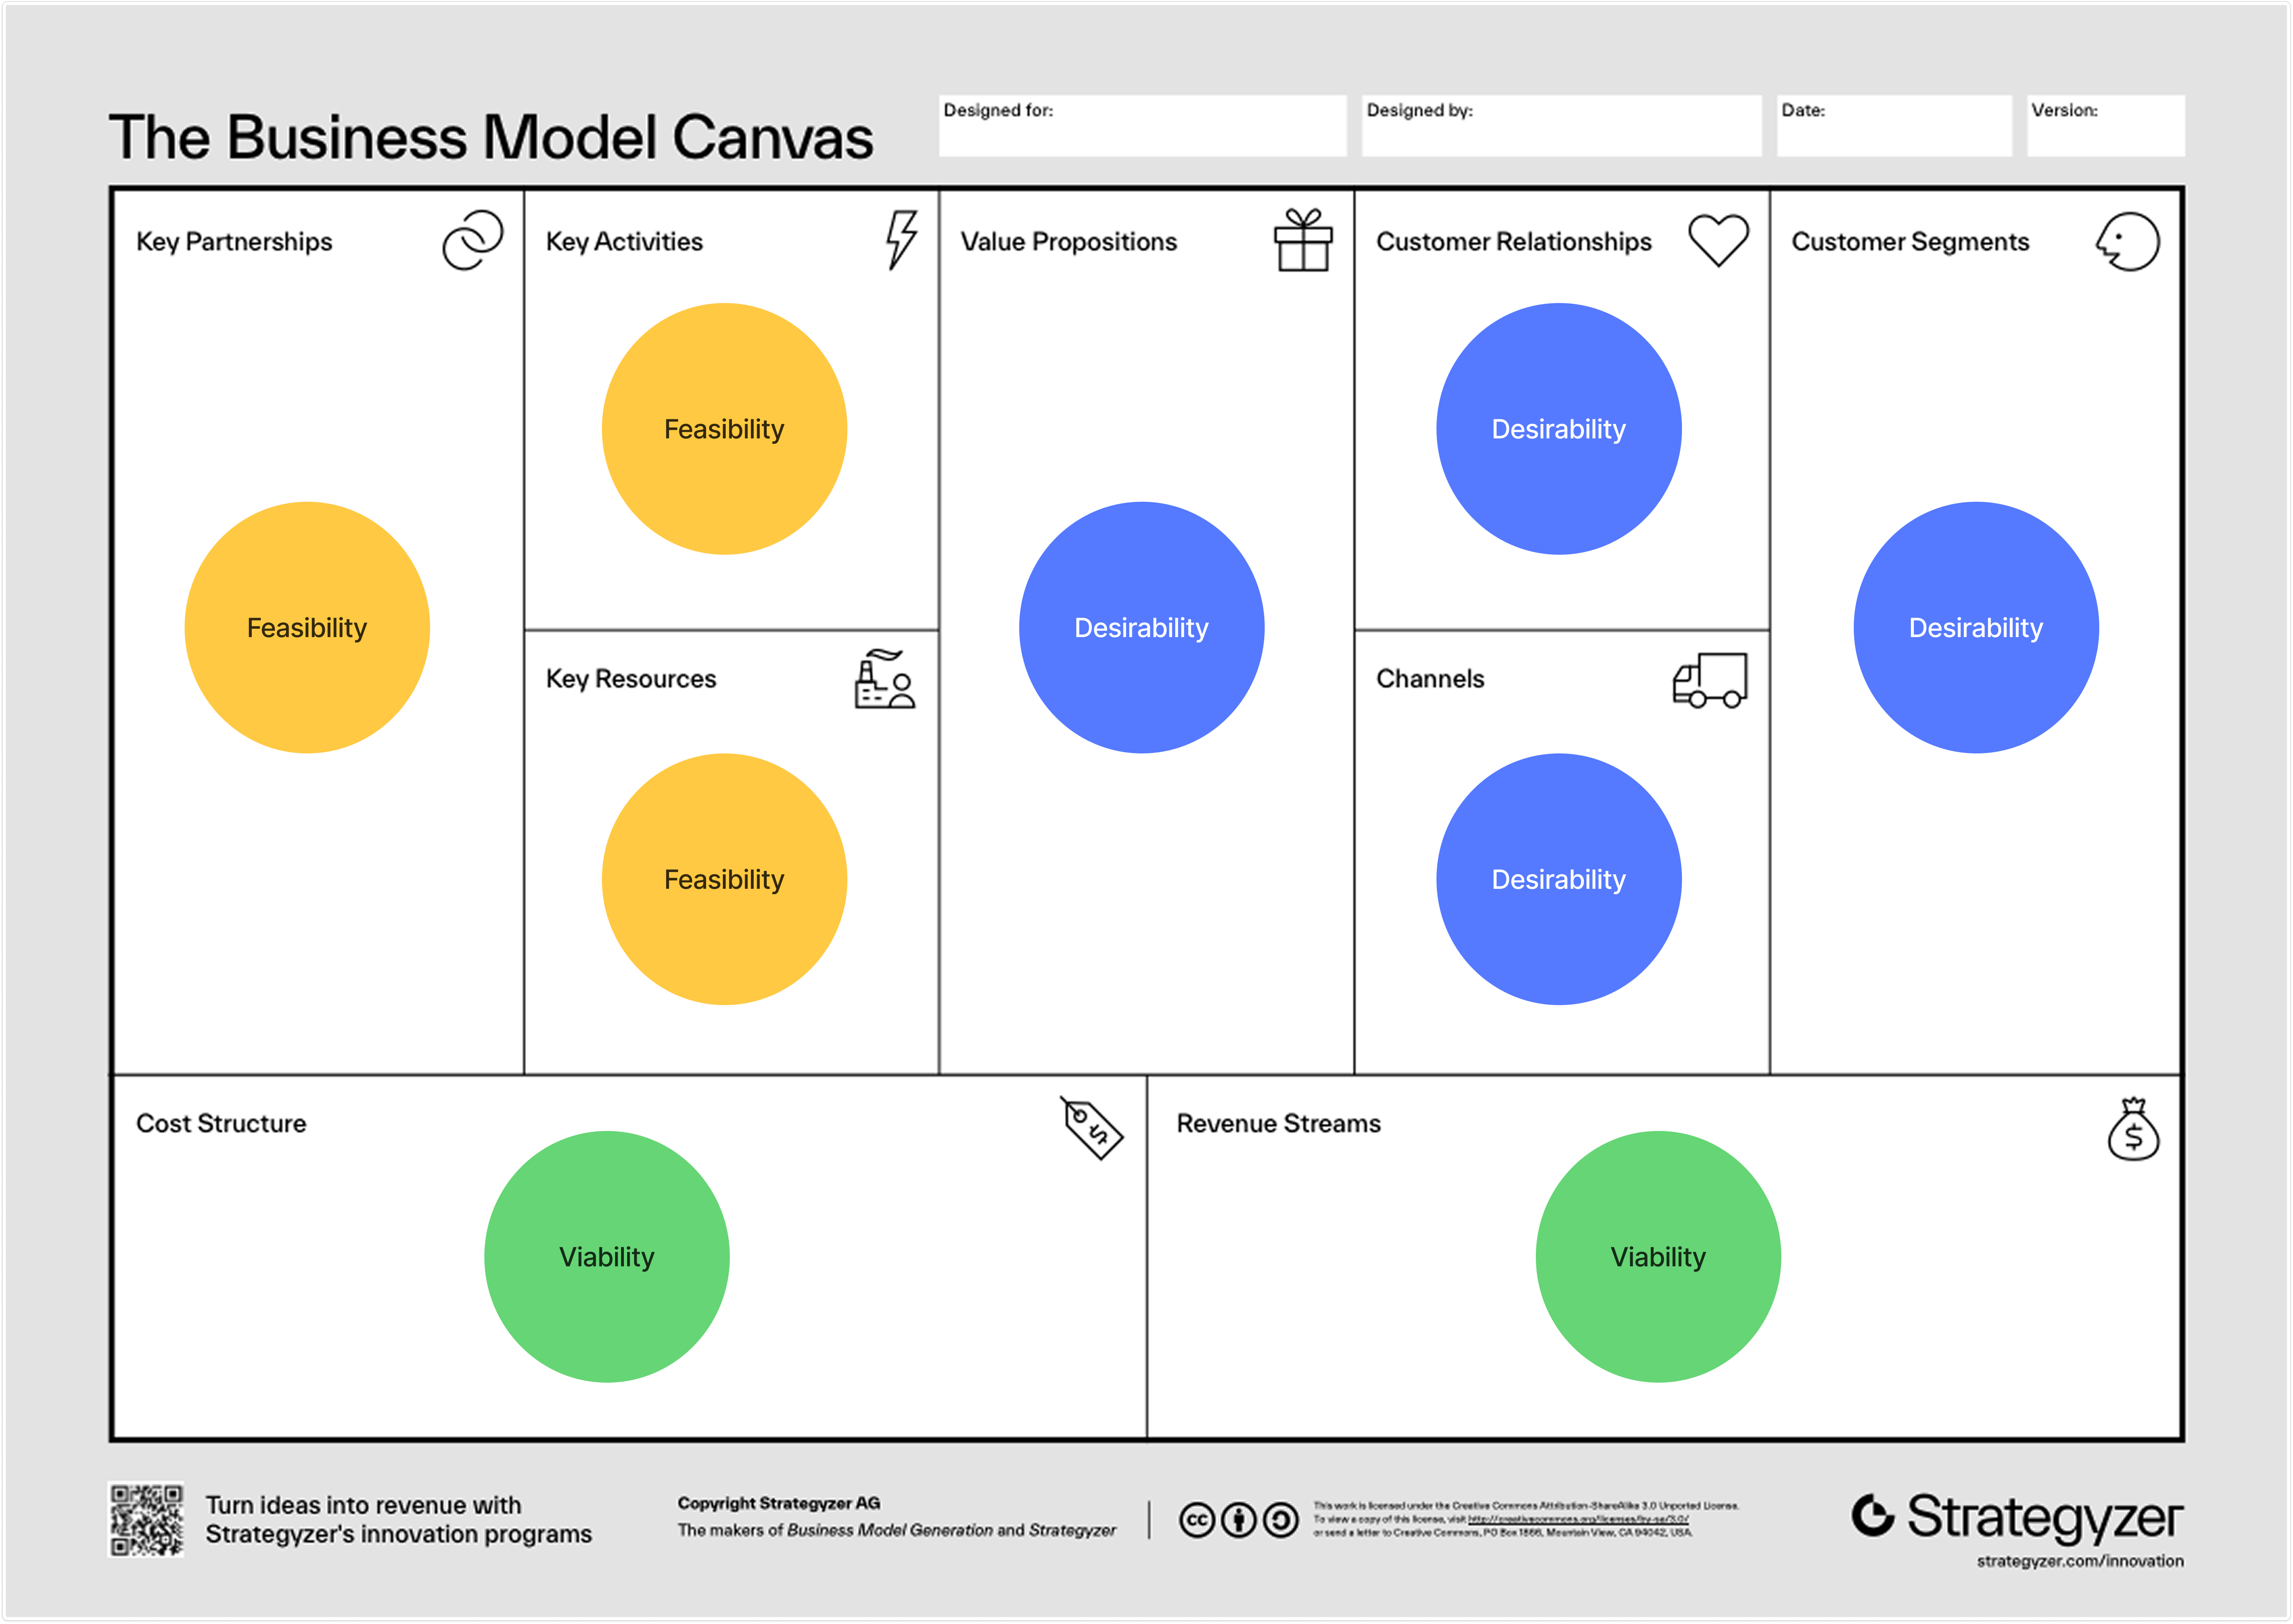 The Business Model Canvas
Designed for:
Designed by:
Date:
Version:
Key Partnerships
Feasibility
Key Activities
Feasibility
Key Resources
Feasibility
Value Propositions
Desirability
Customer Relationships
Desirability
Channels
Desirability
Customer Segments
Desirability
Cost Structure
$
Viability
Revenue Streams
$
Viability
Turn ideas into revenue with
Strategyzer's innovation programs
Copyright Strategyzer AG
The makers of Business Model Generation and Strategyzer
cc
This work is licensed under the Creative Commons Attribution-ShareAlike 3.0 Unported License.
To view a copy of this license, visit http://creativecommons.org/licenses/by-sa/3.0/
or send a letter to Creative Commons, PO Box 1866, Mountain View, CA 94042, USA.
Strategyzer
strategyzer.com/innovation